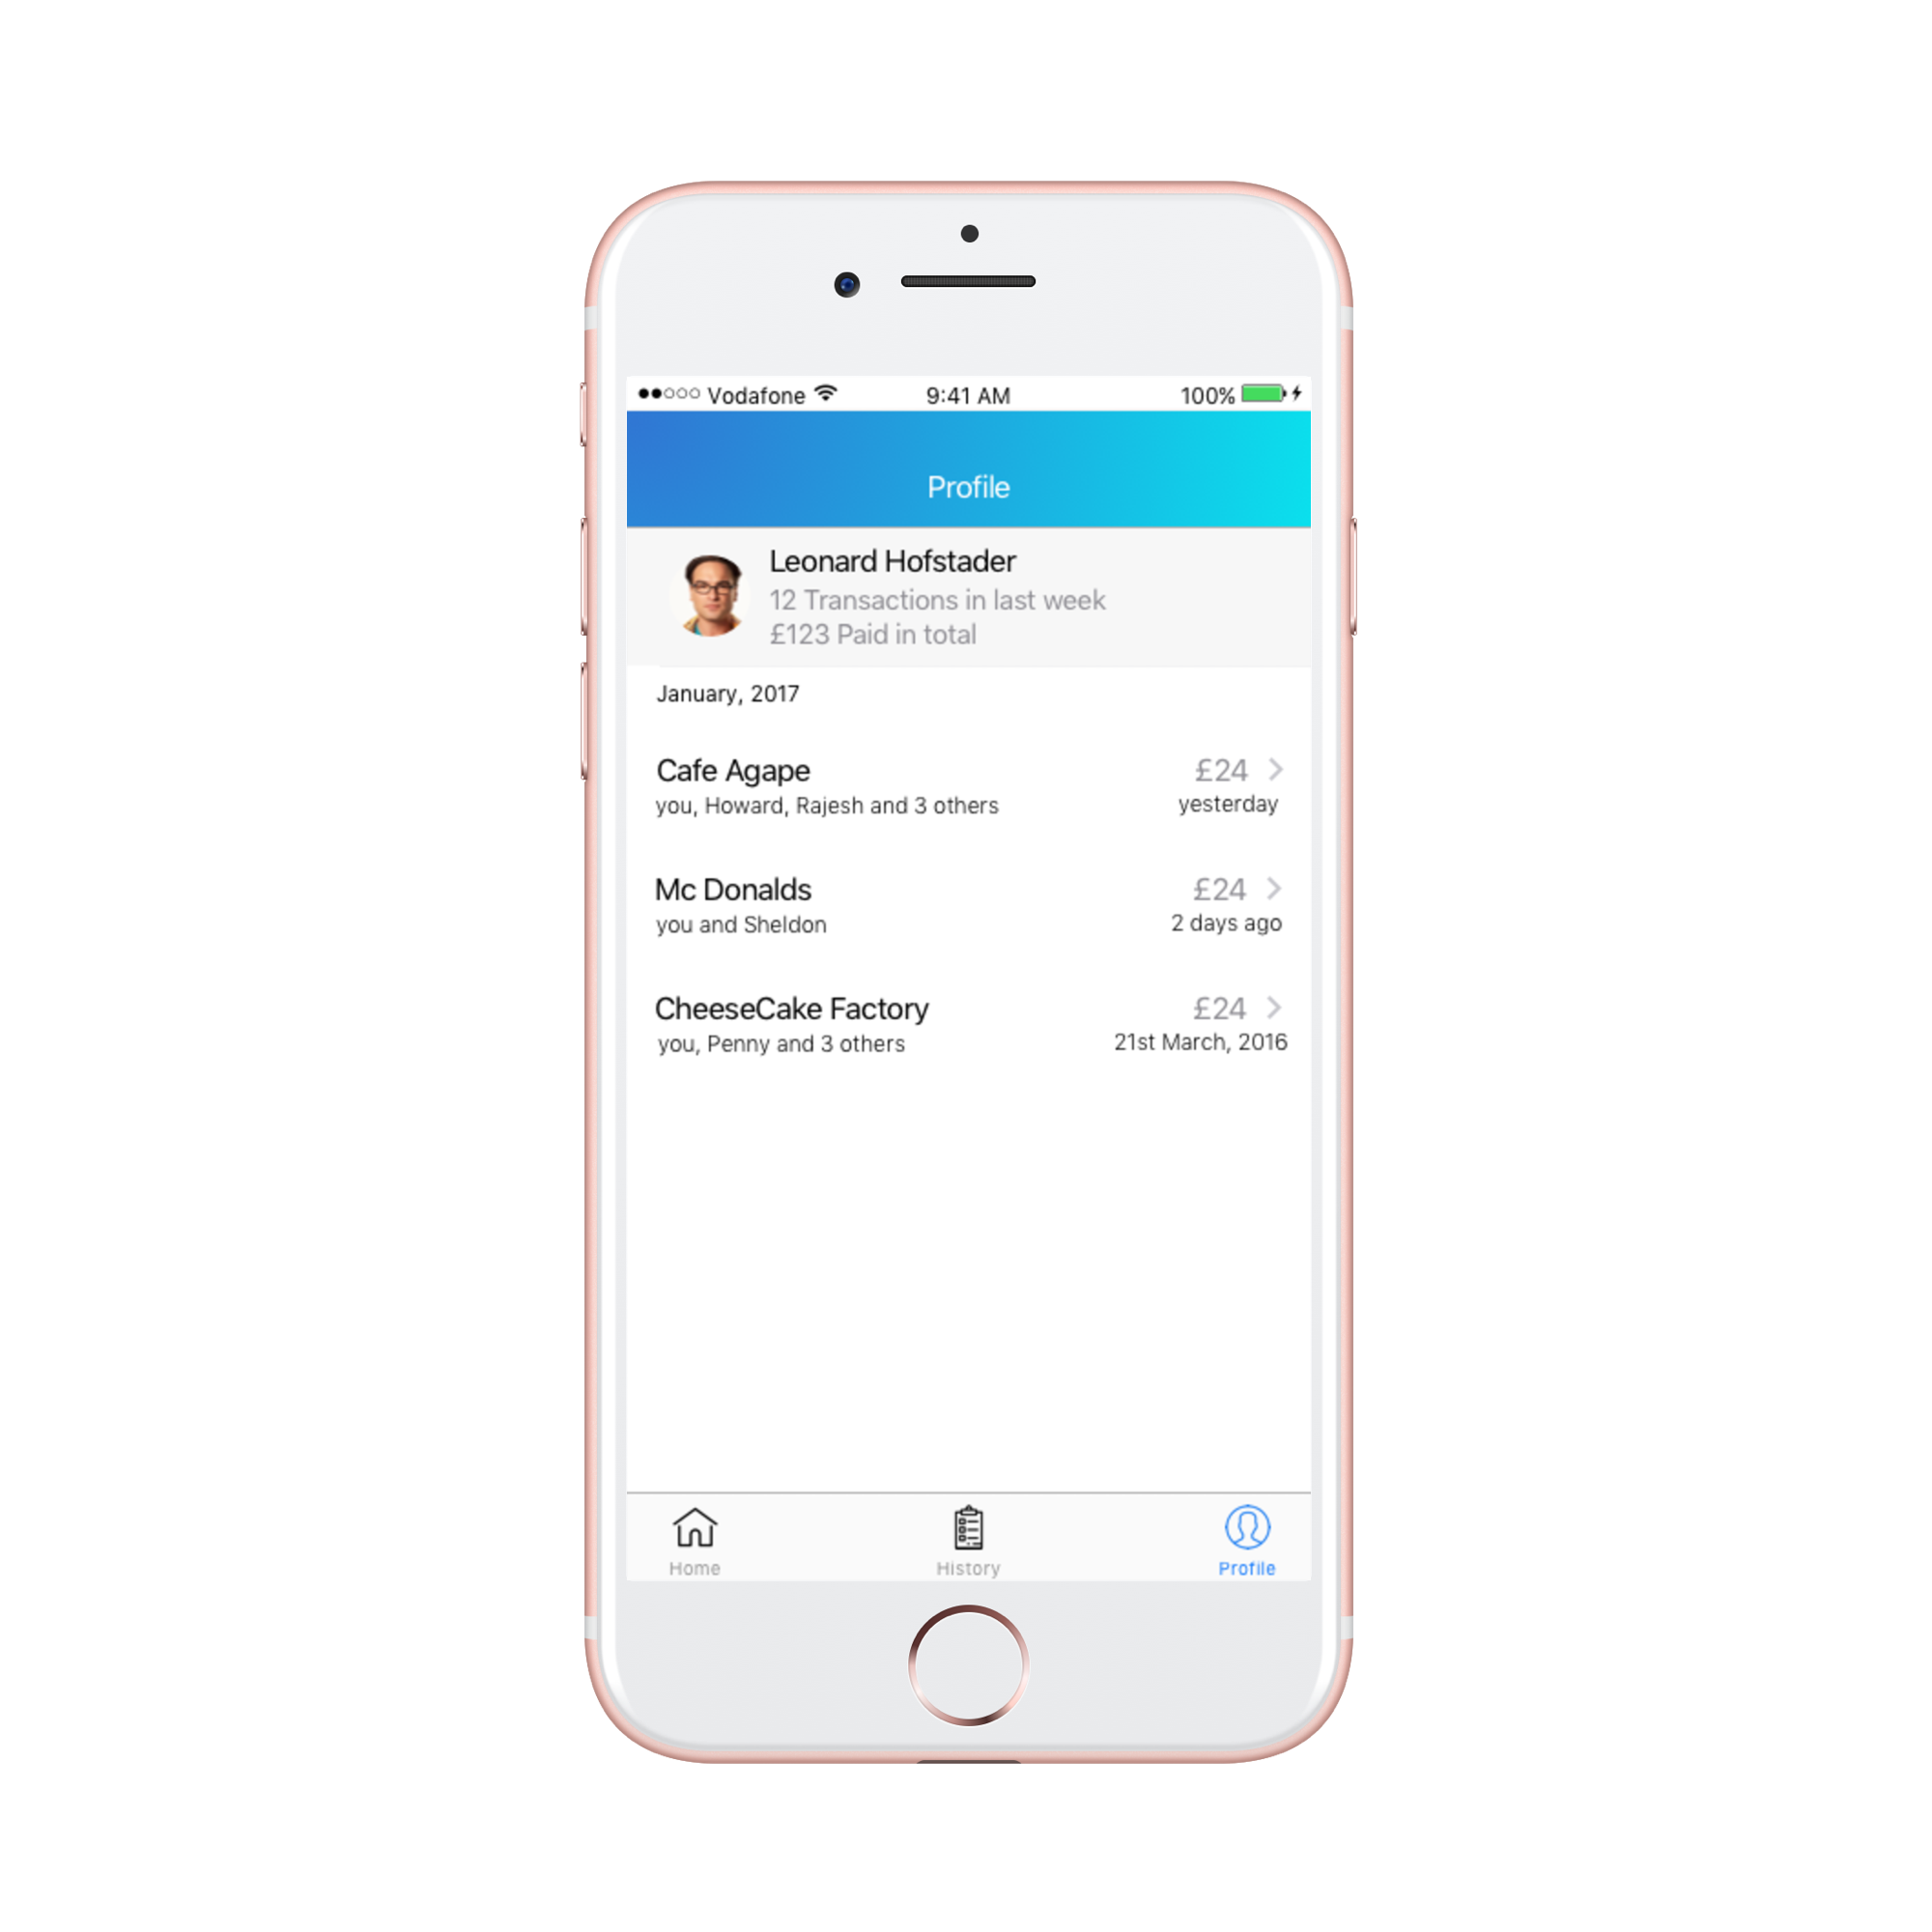 Vodafone 9:41 AM 100%
Profile
Leonard Hofstader
12 Transactions in last week
£123 Paid in total
January, 2017
Cafe Agape £24
you, Howard, Rajesh and 3 others yesterday
Mc Donalds £24
you and Sheldon 2 days ago
CheeseCake Factory £24
you, Penny and 3 others 21st March, 2016
Home History Profile